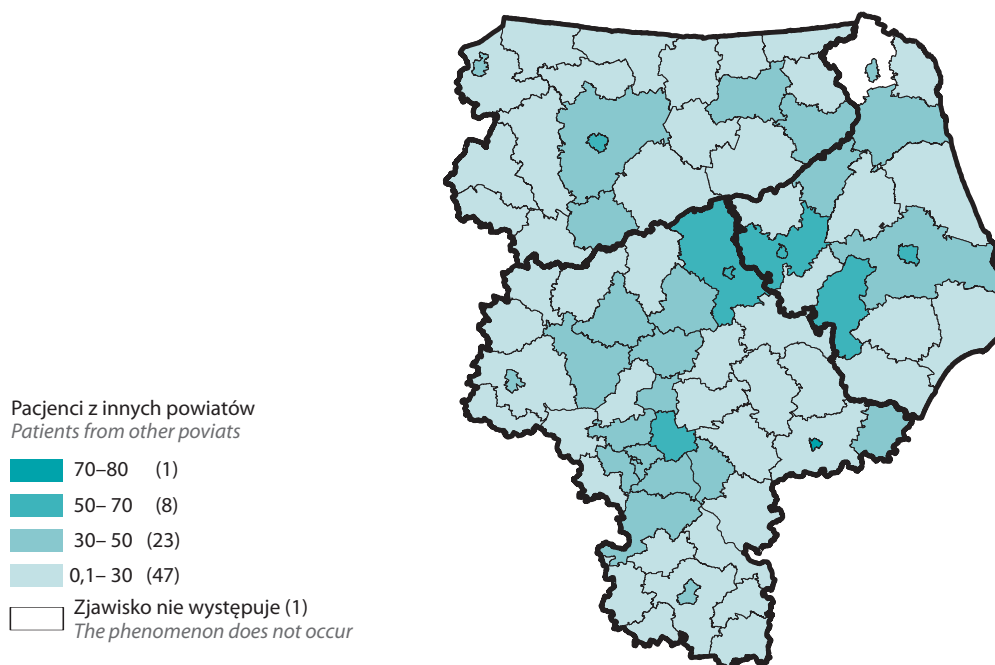 Pacjenci z innych powiatów
Patients from other poviats
70–80 (1)
50– 70 (8)
30– 50 (23)
0,1– 30 (47)
Zjawisko nie występuje (1)
The phenomenon does not occur